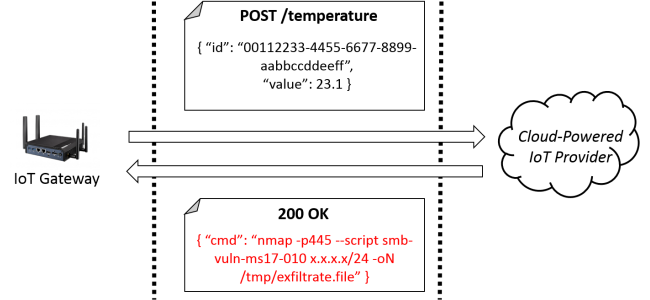 POST /temperature
{ “id”: “00112233-4455-6677-8899-
aabbccddeeff”,
“value”: 23.1 }
IoT Gateway
Cloud-Powered
IoT Provider
200 OK
{ “cmd”: “nmap -p445 --script smb-
vuln-ms17-010 x.x.x.x/24 -oN
/tmp/exfiltrate.file” }